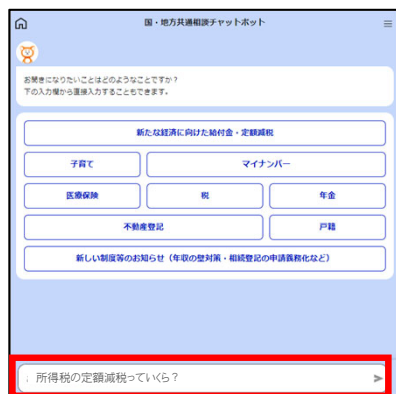 国・地方共通相談チャットボット
お聞きになりたいことはどのようなことですか？
下の入力欄から直接入力することもできます。
新たな経済に向けた給付金・定額減税
子育て マイナンバー
医療保険 税 年金
不動産登記 戸籍
新しい制度等のお知らせ（年収の壁対策・相続登記の申請義務化など）
所得税の定額減税っていくら？